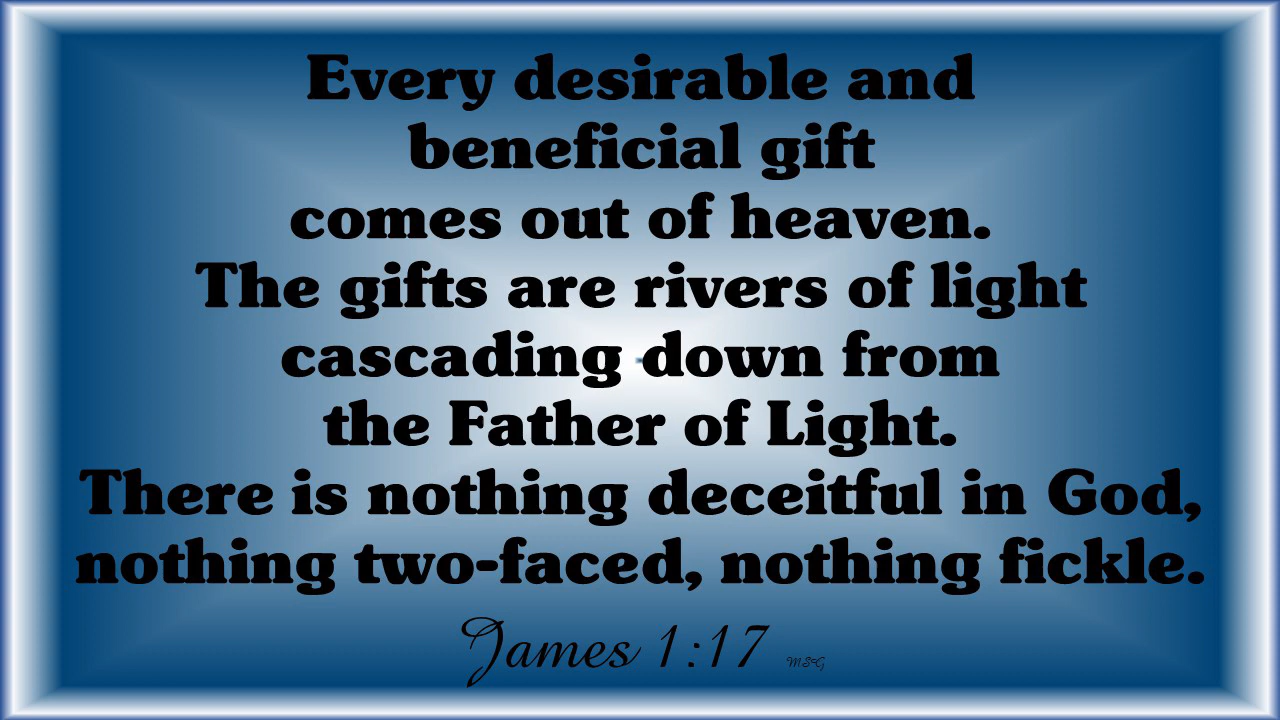 Every desirable and
beneficial gift
comes out of heaven.
The gifts are rivers of light
cascading down from
the Father of Light.
There is nothing deceitful in God,
nothing two-faced, nothing fickle.
James 1:17 MSG